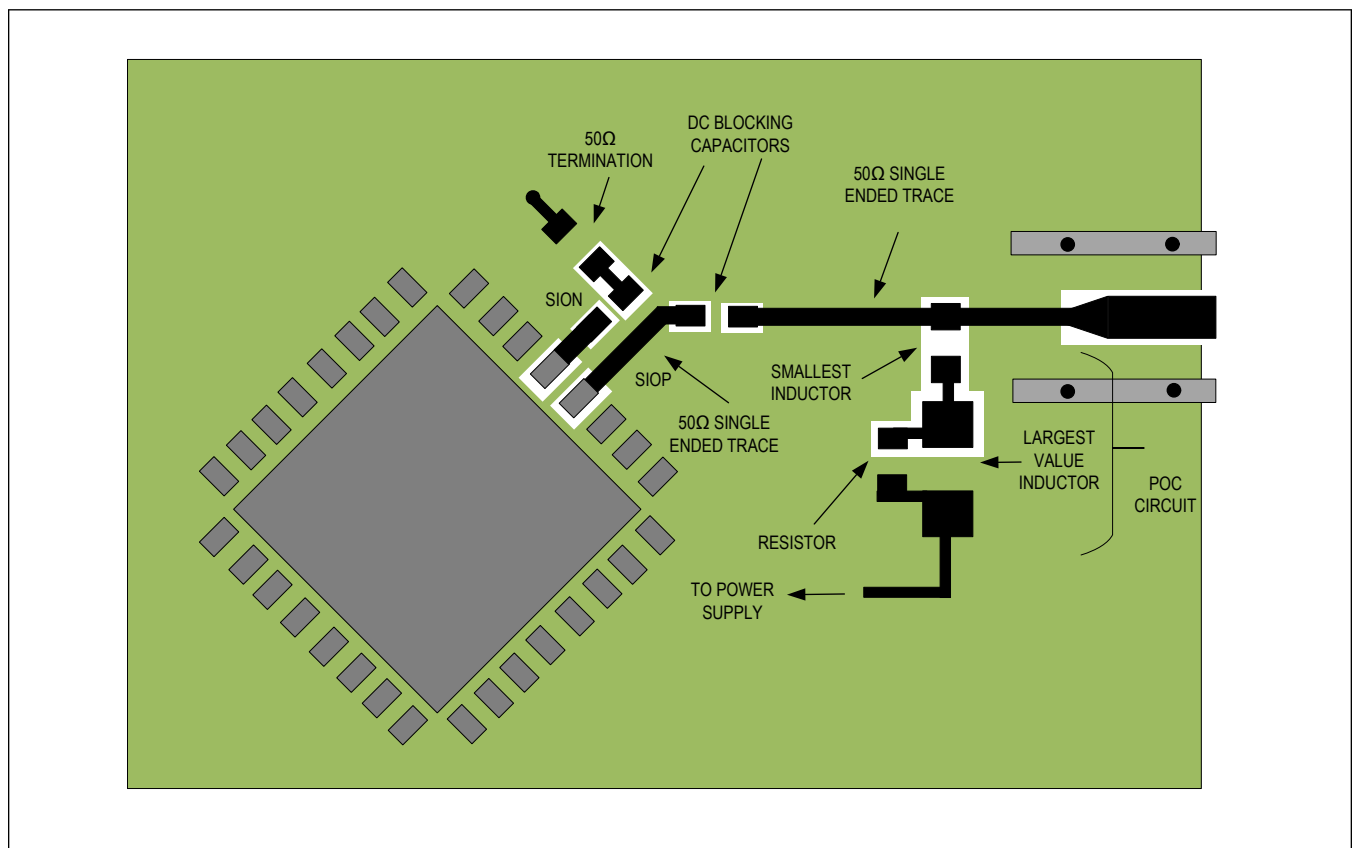 DC BLOCKING
CAPACITORS
50Ω
TERMINATION
50Ω SINGLE
ENDED TRACE
SION
SIOP
SMALLEST
INDUCTOR
50Ω SINGLE
ENDED TRACE
LARGEST
VALUE
INDUCTOR
POC
CIRCUIT
RESISTOR
TO POWER
SUPPLY